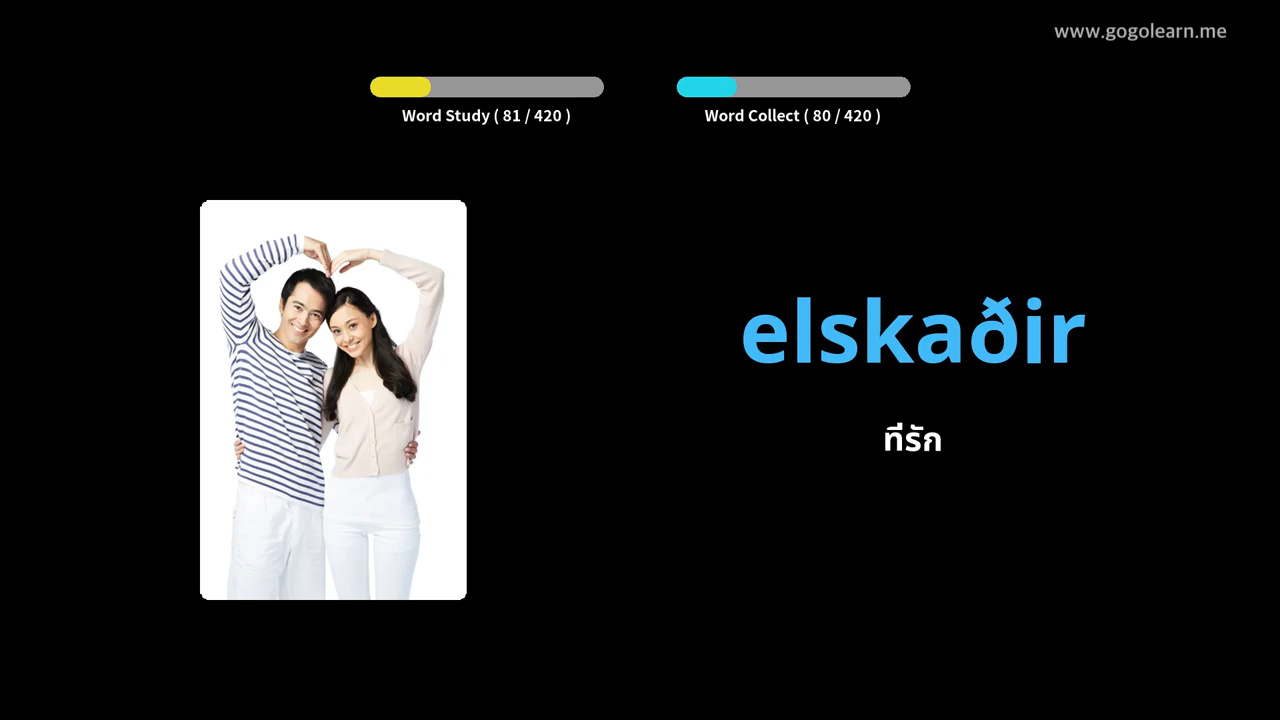 www.gogolearn.me
Word Study ( 81 / 420 )
Word Collect ( 80 / 420 )
elskaðir
ที่รัก